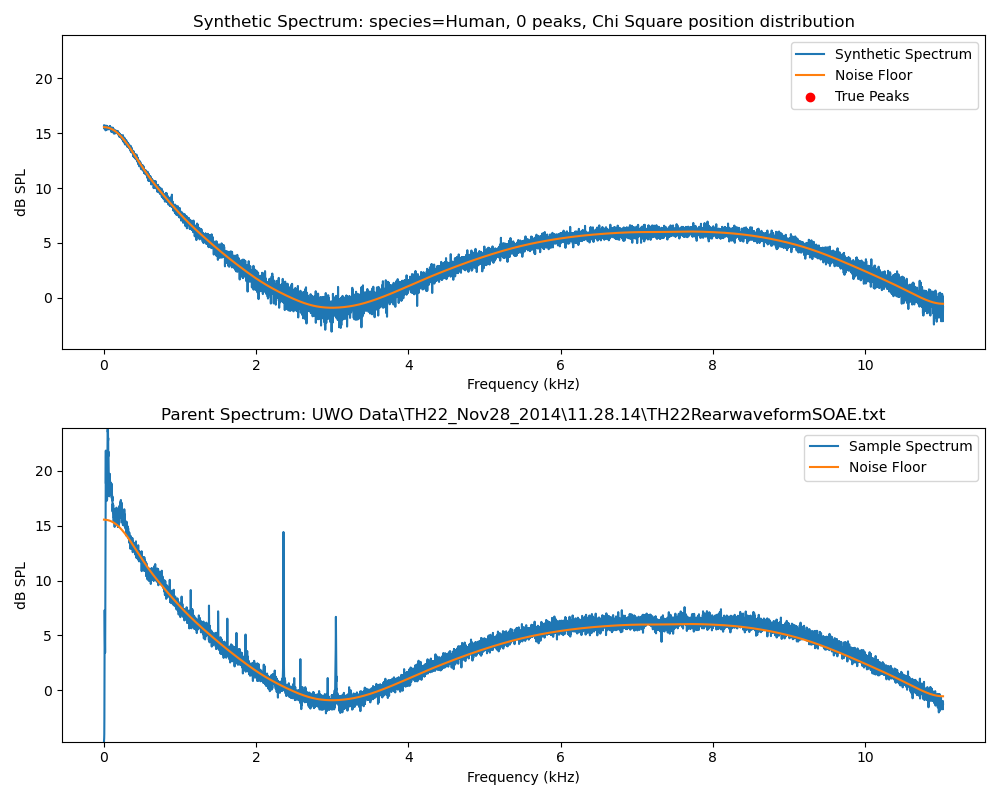 Synthetic Spectrum: species=Human, 0 peaks, Chi Square position distribution
Synthetic Spectrum
Noise Floor
True Peaks
dB SPL
20
15
10
5
0
0 2 4 6 8 10
Frequency (kHz)
Parent Spectrum: UWO Data\TH22_Nov28_2014\11.28.14\TH22RearwaveformSOAE.txt
Sample Spectrum
Noise Floor
dB SPL
20
15
10
5
0
0 2 4 6 8 10
Frequency (kHz)